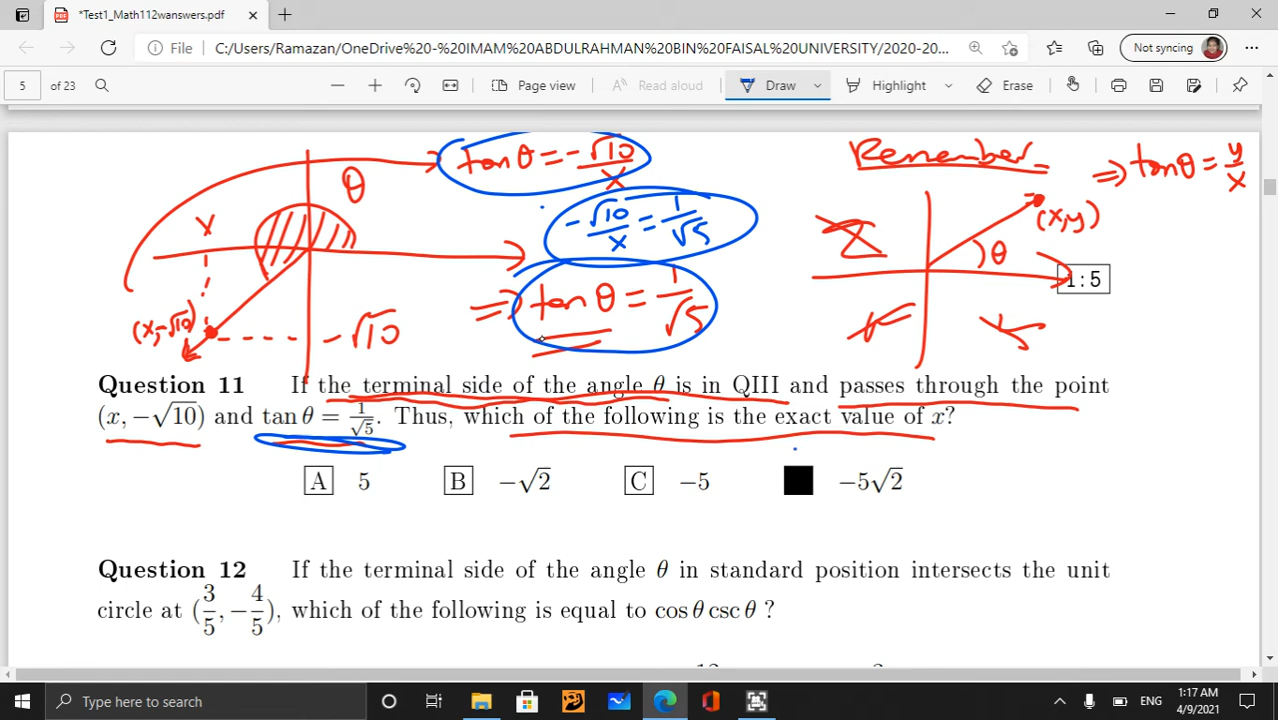 *Test1_Math112wanswers.pdf
File C:/Users/Ramazan/OneDrive%20-%20IMAM%20ABDULRAHMAN%20BIN%20FAISAL%20UNIVERSITY/2020-20... Not syncing
5 of 23 Page view Read aloud Draw Highlight Erase
tan θ = -√10/x
Remember
⇒ tan θ = y/x
θ
x
-√10/x = 1/√5
(x,y)
θ
1:5
⇒ tan θ = 1/√5
(x,-√10)
-√10
Question 11 If the terminal side of the angle θ is in QIII and passes through the point
(x, −√10) and tan θ = 1/√5. Thus, which of the following is the exact value of x?
A 5 B −√2 C −5 −5√2
Question 12 If the terminal side of the angle θ in standard position intersects the unit
circle at (3/5, −4/5), which of the following is equal to cos θ csc θ ?
Type here to search ENG 1:17 AM
4/9/2021